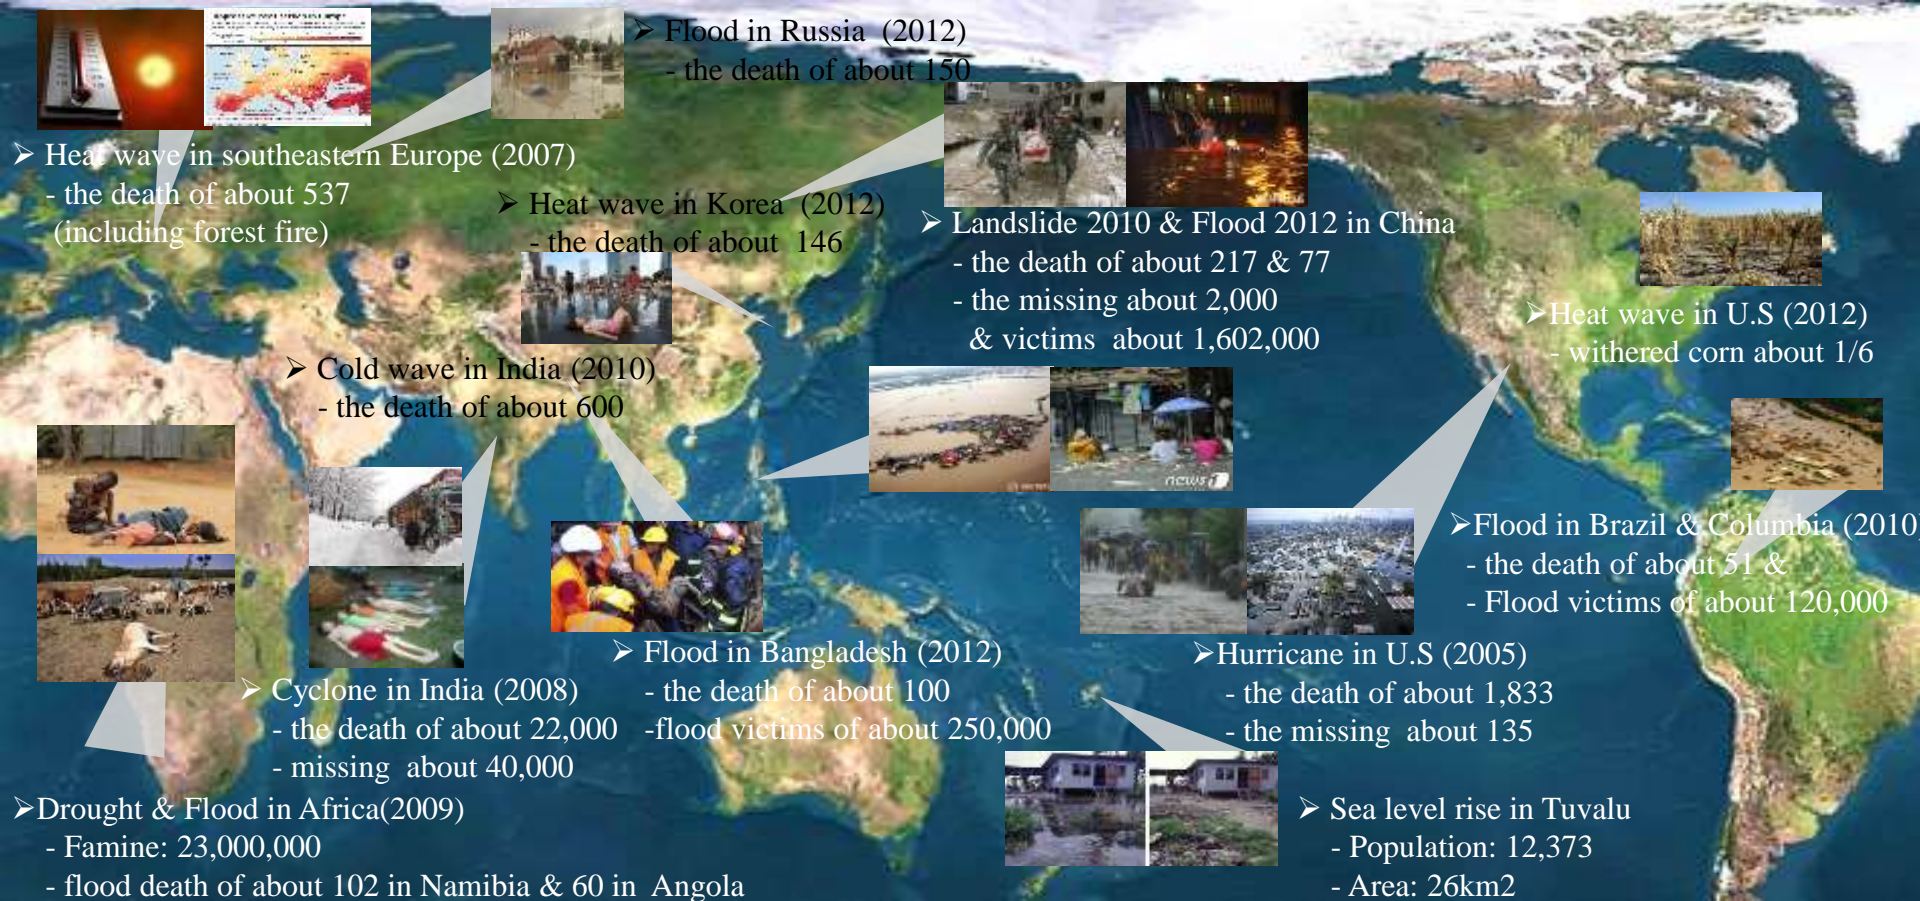 ➢ Flood in Russia (2012)
- the death of about 150
➢ Heat wave in southeastern Europe (2007)
- the death of about 537
(including forest fire)
➢ Heat wave in Korea (2012)
- the death of about 146
➢ Landslide 2010 & Flood 2012 in China
- the death of about 217 & 77
- the missing about 2,000
& victims about 1,602,000
➢Heat wave in U.S (2012)
- withered corn about 1/6
➢ Cold wave in India (2010)
- the death of about 600
news1
➢Flood in Brazil & Columbia (2010)
- the death of about 51 &
- Flood victims of about 120,000
➢ Flood in Bangladesh (2012)
- the death of about 100
-flood victims of about 250,000
➢Hurricane in U.S (2005)
- the death of about 1,833
- the missing about 135
➢ Cyclone in India (2008)
- the death of about 22,000
- missing about 40,000
➢Drought & Flood in Africa(2009)
- Famine: 23,000,000
- flood death of about 102 in Namibia & 60 in Angola
➢ Sea level rise in Tuvalu
- Population: 12,373
- Area: 26km2